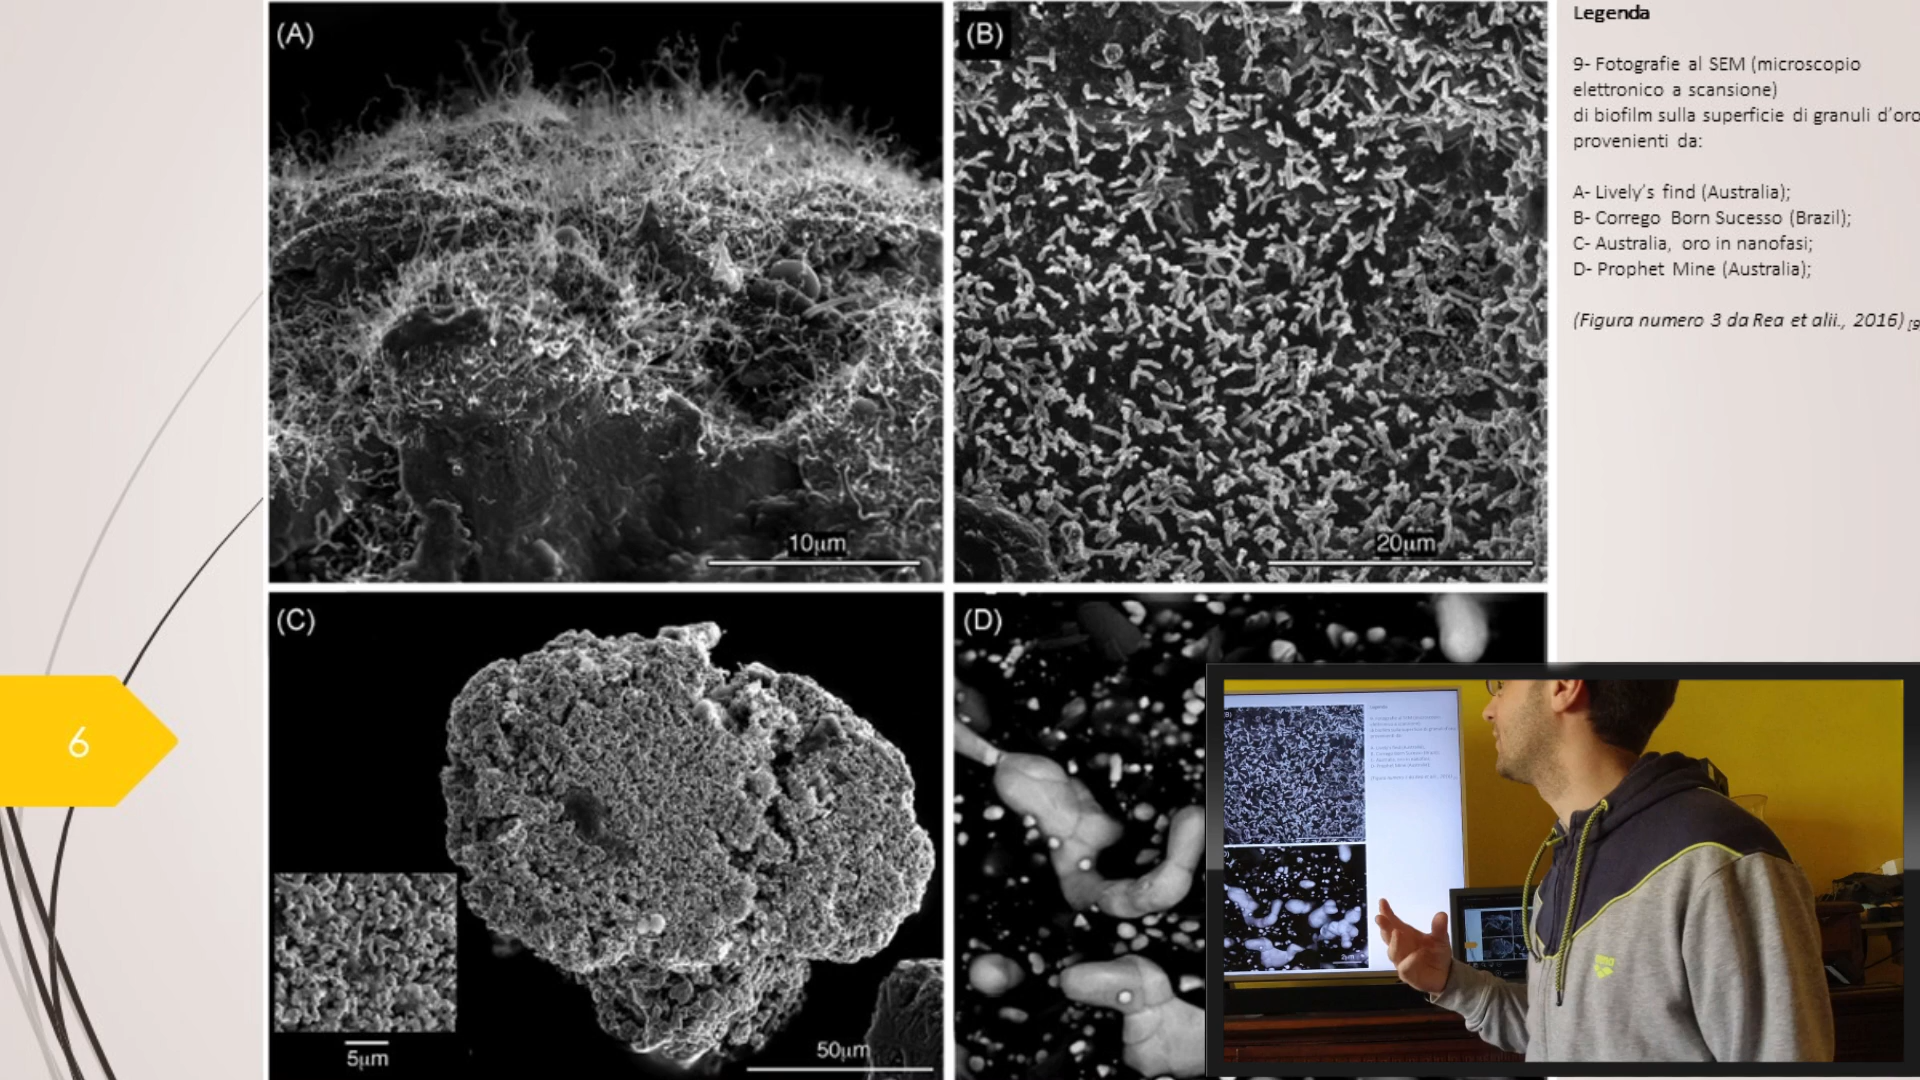 (A)
10µm
(B)
20µm
(C)
5µm
50µm
(D)
Legenda
9- Fotografie al SEM (microscopio
elettronico a scansione)
di biofilm sulla superficie di granuli d'oro
provenienti da:
A- Lively's find (Australia);
B- Corrego Born Sucesso (Brazil);
C- Australia, oro in nanofasi;
D- Prophet Mine (Australia);
(Figura numero 3 da Rea et alii., 2016)
6
arena